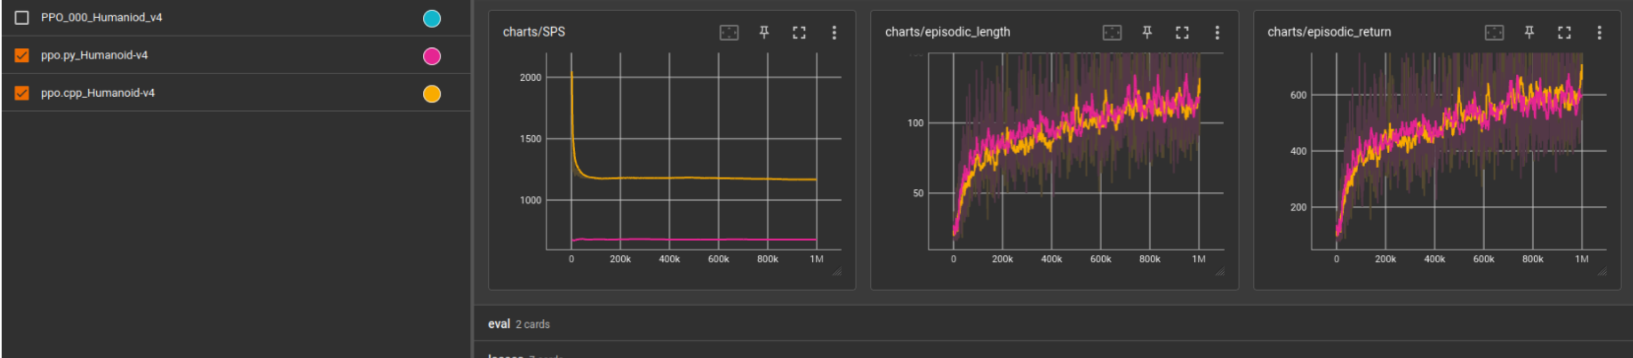 PPO_000_Humaniod_v4
ppo.py_Humanoid-v4
ppo.cpp_Humanoid-v4
charts/SPS
2000
1500
1000
0 200k 400k 600k 800k 1M
charts/episodic_length
100
50
0 200k 400k 600k 800k 1M
charts/episodic_return
600
400
200
0 200k 400k 600k 800k 1M
eval 2 cards